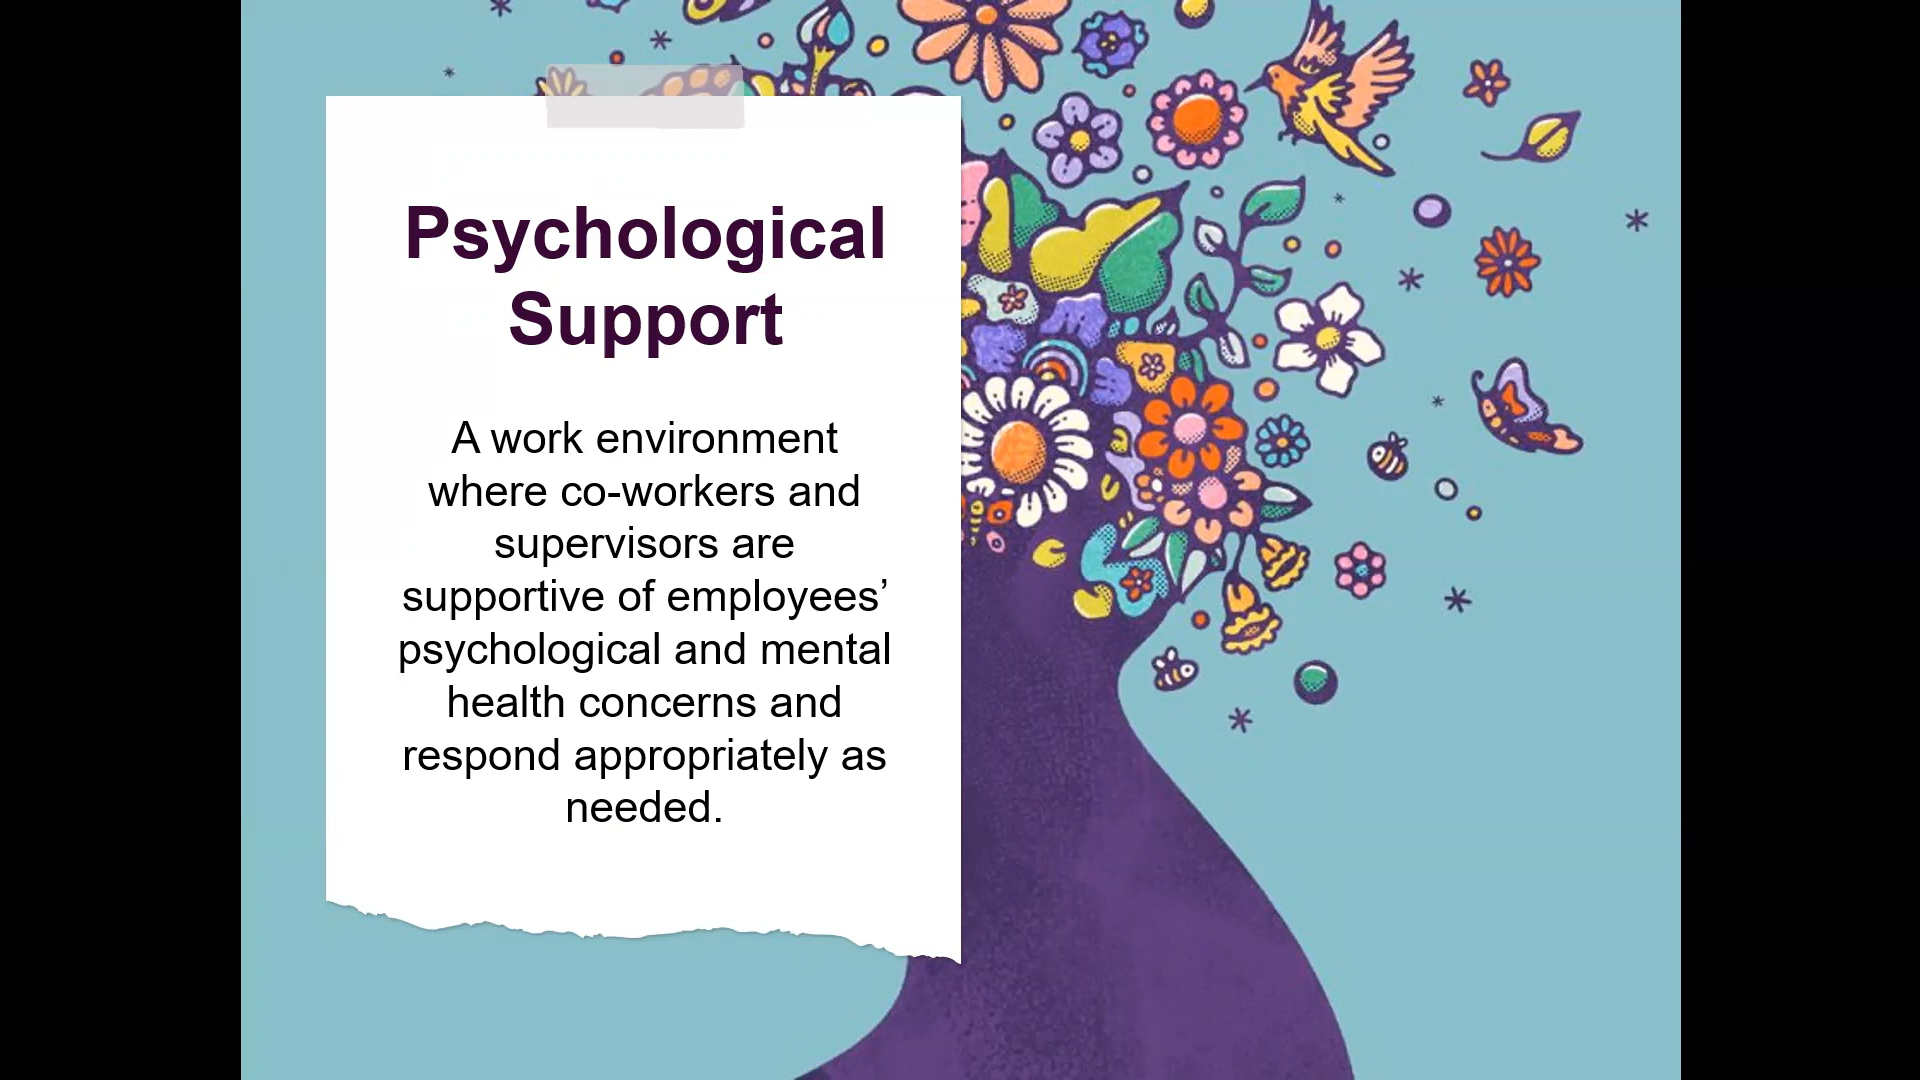 Psychological
Support
A work environment
where co-workers and
supervisors are
supportive of employees’
psychological and mental
health concerns and
respond appropriately as
needed.